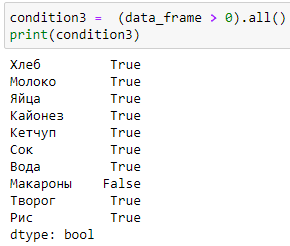 condition3 =  (data_frame > 0).all()
print(condition3)
Хлеб         True
Молоко       True
Яйца         True
Кайонез      True
Кетчуп       True
Сок          True
Вода         True
Макароны    False
Творог       True
Рис          True
dtype: bool